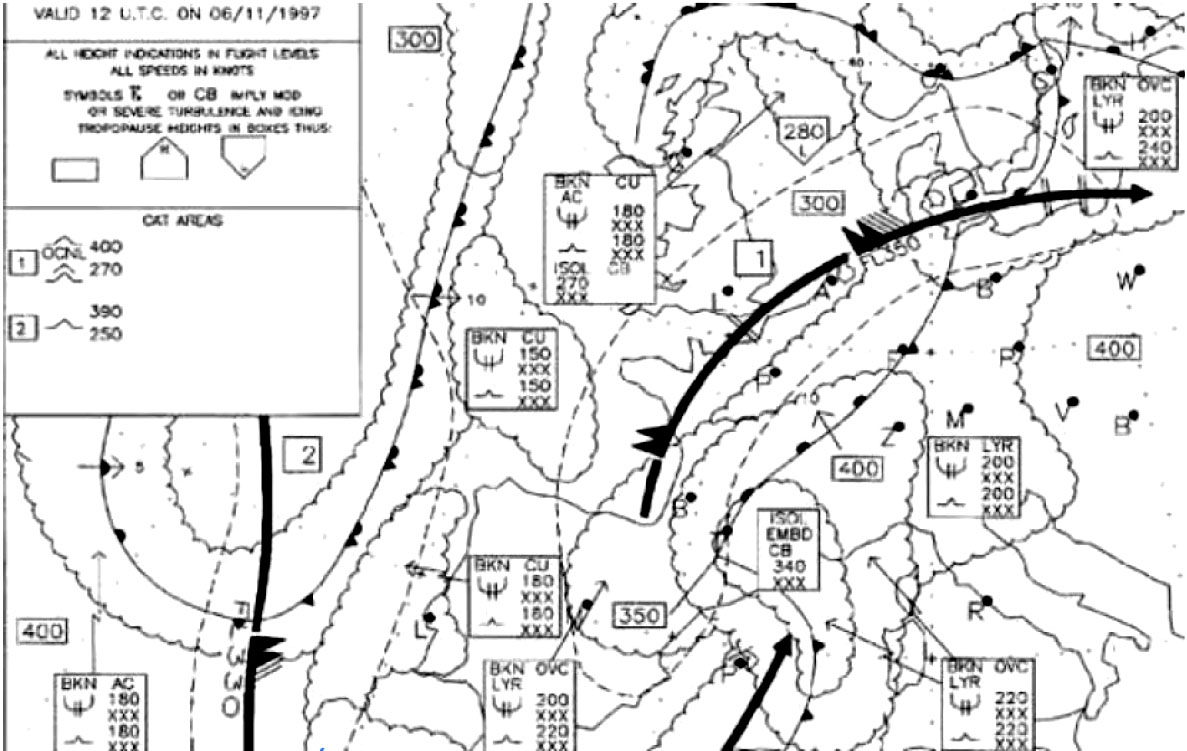 VALID 12 U.T.C. ON 06/11/1997
ALL HEIGHT INDICATIONS IN FLIGHT LEVELS
ALL SPEEDS IN KNOTS
SYMBOLS OR CB IMPLY MOD
OR SEVERE TURBULENCE AND ICING
TROPOPAUSE HEIGHTS IN BOXES THUS:
H
L
CAT AREAS
1 OCNL 400
270
2 390
250
300
BKN OVC
LYR
200
XXX
240
XXX
280
L
BKN CU
AC
180
XXX
180
XXX
ISOL CB
270
XXX
300
1
FL350
10
BKN CU
150
XXX
150
XXX
L
A
B
W
P
F
P
400
10
M
V
B
Z
2
5
400
BKN LYR
200
XXX
200
XXX
B
ISOL
EMBD
CB
340
XXX
BKN CU
180
XXX
180
XXX
L
350
R
400
BKN AC
180
XXX
180
XXX
BKN OVC
LYR
200
XXX
220
XXX
P
BKN OVC
LYR
220
XXX
220
XXX